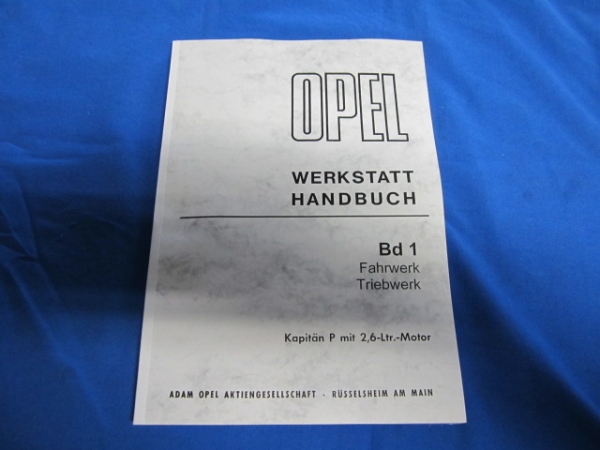 OPEL
WERKSTATT
HANDBUCH
Bd 1
Fahrwerk
Triebwerk
Kapitän P mit 2,6-Ltr.-Motor
ADAM OPEL AKTIENGESELLSCHAFT - RÜSSELSHEIM AM MAIN